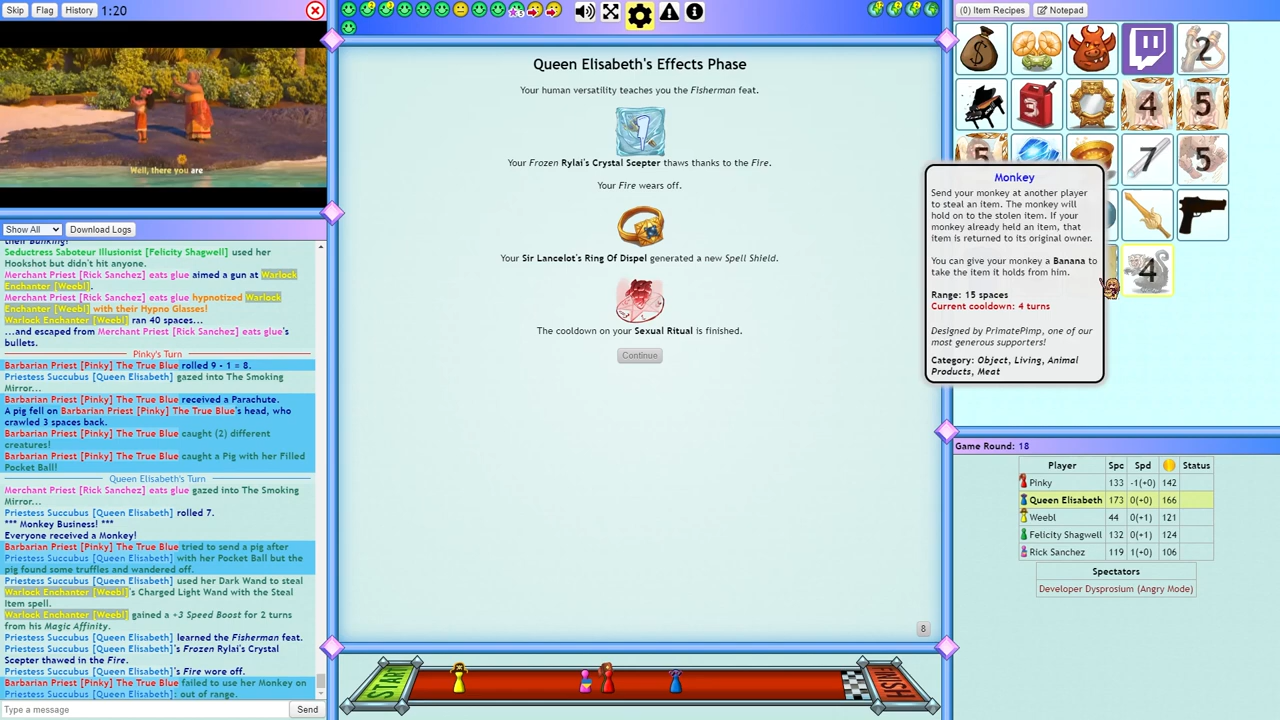 Skip
Flag
History
1:20
Well, there you are
Show All
Download Logs
their Bunking!
Seductress Saboteur Illusionist [Felicity Shagwell] used her
Hookshot but didn't hit anyone.
Merchant Priest [Rick Sanchez] eats glue aimed a gun at Warlock
Enchanter [Weebl].
Merchant Priest [Rick Sanchez] eats glue hypnotized Warlock
Enchanter [Weebl] with their Hypno Glasses!
Warlock Enchanter [Weebl] ran 40 spaces...
...and escaped from Merchant Priest [Rick Sanchez] eats glue's
bullets.
Pinky's Turn
Barbarian Priest [Pinky] The True Blue rolled 9 - 1 = 8.
Priestess Succubus [Queen Elisabeth] gazed into The Smoking
Mirror...
Barbarian Priest [Pinky] The True Blue received a Parachute.
A pig fell on Barbarian Priest [Pinky] The True Blue's head, who
crawled 3 spaces back.
Barbarian Priest [Pinky] The True Blue caught (2) different
creatures!
Barbarian Priest [Pinky] The True Blue caught a Pig with her Filled
Pocket Ball!
Queen Elisabeth's Turn
Merchant Priest [Rick Sanchez] eats glue gazed into The Smoking
Mirror...
Priestess Succubus [Queen Elisabeth] rolled 7.
*** Monkey Business! ***
Everyone received a Monkey!
Barbarian Priest [Pinky] The True Blue tried to send a pig after
Priestess Succubus [Queen Elisabeth] with her Pocket Ball but the
pig found some truffles and wandered off.
Priestess Succubus [Queen Elisabeth] used her Dark Wand to steal
Warlock Enchanter [Weebl]'s Charged Light Wand with the Steal
Item spell.
Warlock Enchanter [Weebl] gained a +3 Speed Boost for 2 turns
from his Magic Affinity.
Priestess Succubus [Queen Elisabeth] learned the Fisherman feat.
Priestess Succubus [Queen Elisabeth]'s Frozen Rylai's Crystal
Scepter thawed in the Fire.
Priestess Succubus [Queen Elisabeth]'s Fire wore off.
Barbarian Priest [Pinky] The True Blue failed to use her Monkey on
Priestess Succubus [Queen Elisabeth]: out of range.
Type a message
Send
Queen Elisabeth's Effects Phase
Your human versatility teaches you the Fisherman feat.
1
Your Frozen Rylai's Crystal Scepter thaws thanks to the Fire.
Your Fire wears off.
Your Sir Lancelot's Ring Of Dispel generated a new Spell Shield.
The cooldown on your Sexual Ritual is finished.
Continue
8
START
FINISH
(0) Item Recipes
Notepad
2
3
4
5
5
7
5
4
Monkey
Send your monkey at another player
to steal an item. The monkey will
hold on to the stolen item. If your
monkey already held an item, that
item is returned to its original owner.
You can give your monkey a Banana to
take the item it holds from him.
Range: 15 spaces
Current cooldown: 4 turns
Designed by PrImatePimp, one of our
most generous supporters!
Category: Object, Living, Animal
Products, Meat
Game Round: 18
Player Spc Spd Status
Pinky 133 -1(+0) 142
Queen Elisabeth 173 0(+0) 166
Weebl 44 0(+1) 121
Felicity Shagwell 132 0(+1) 124
Rick Sanchez 119 1(+0) 106
Spectators
Developer Dysprosium (Angry Mode)